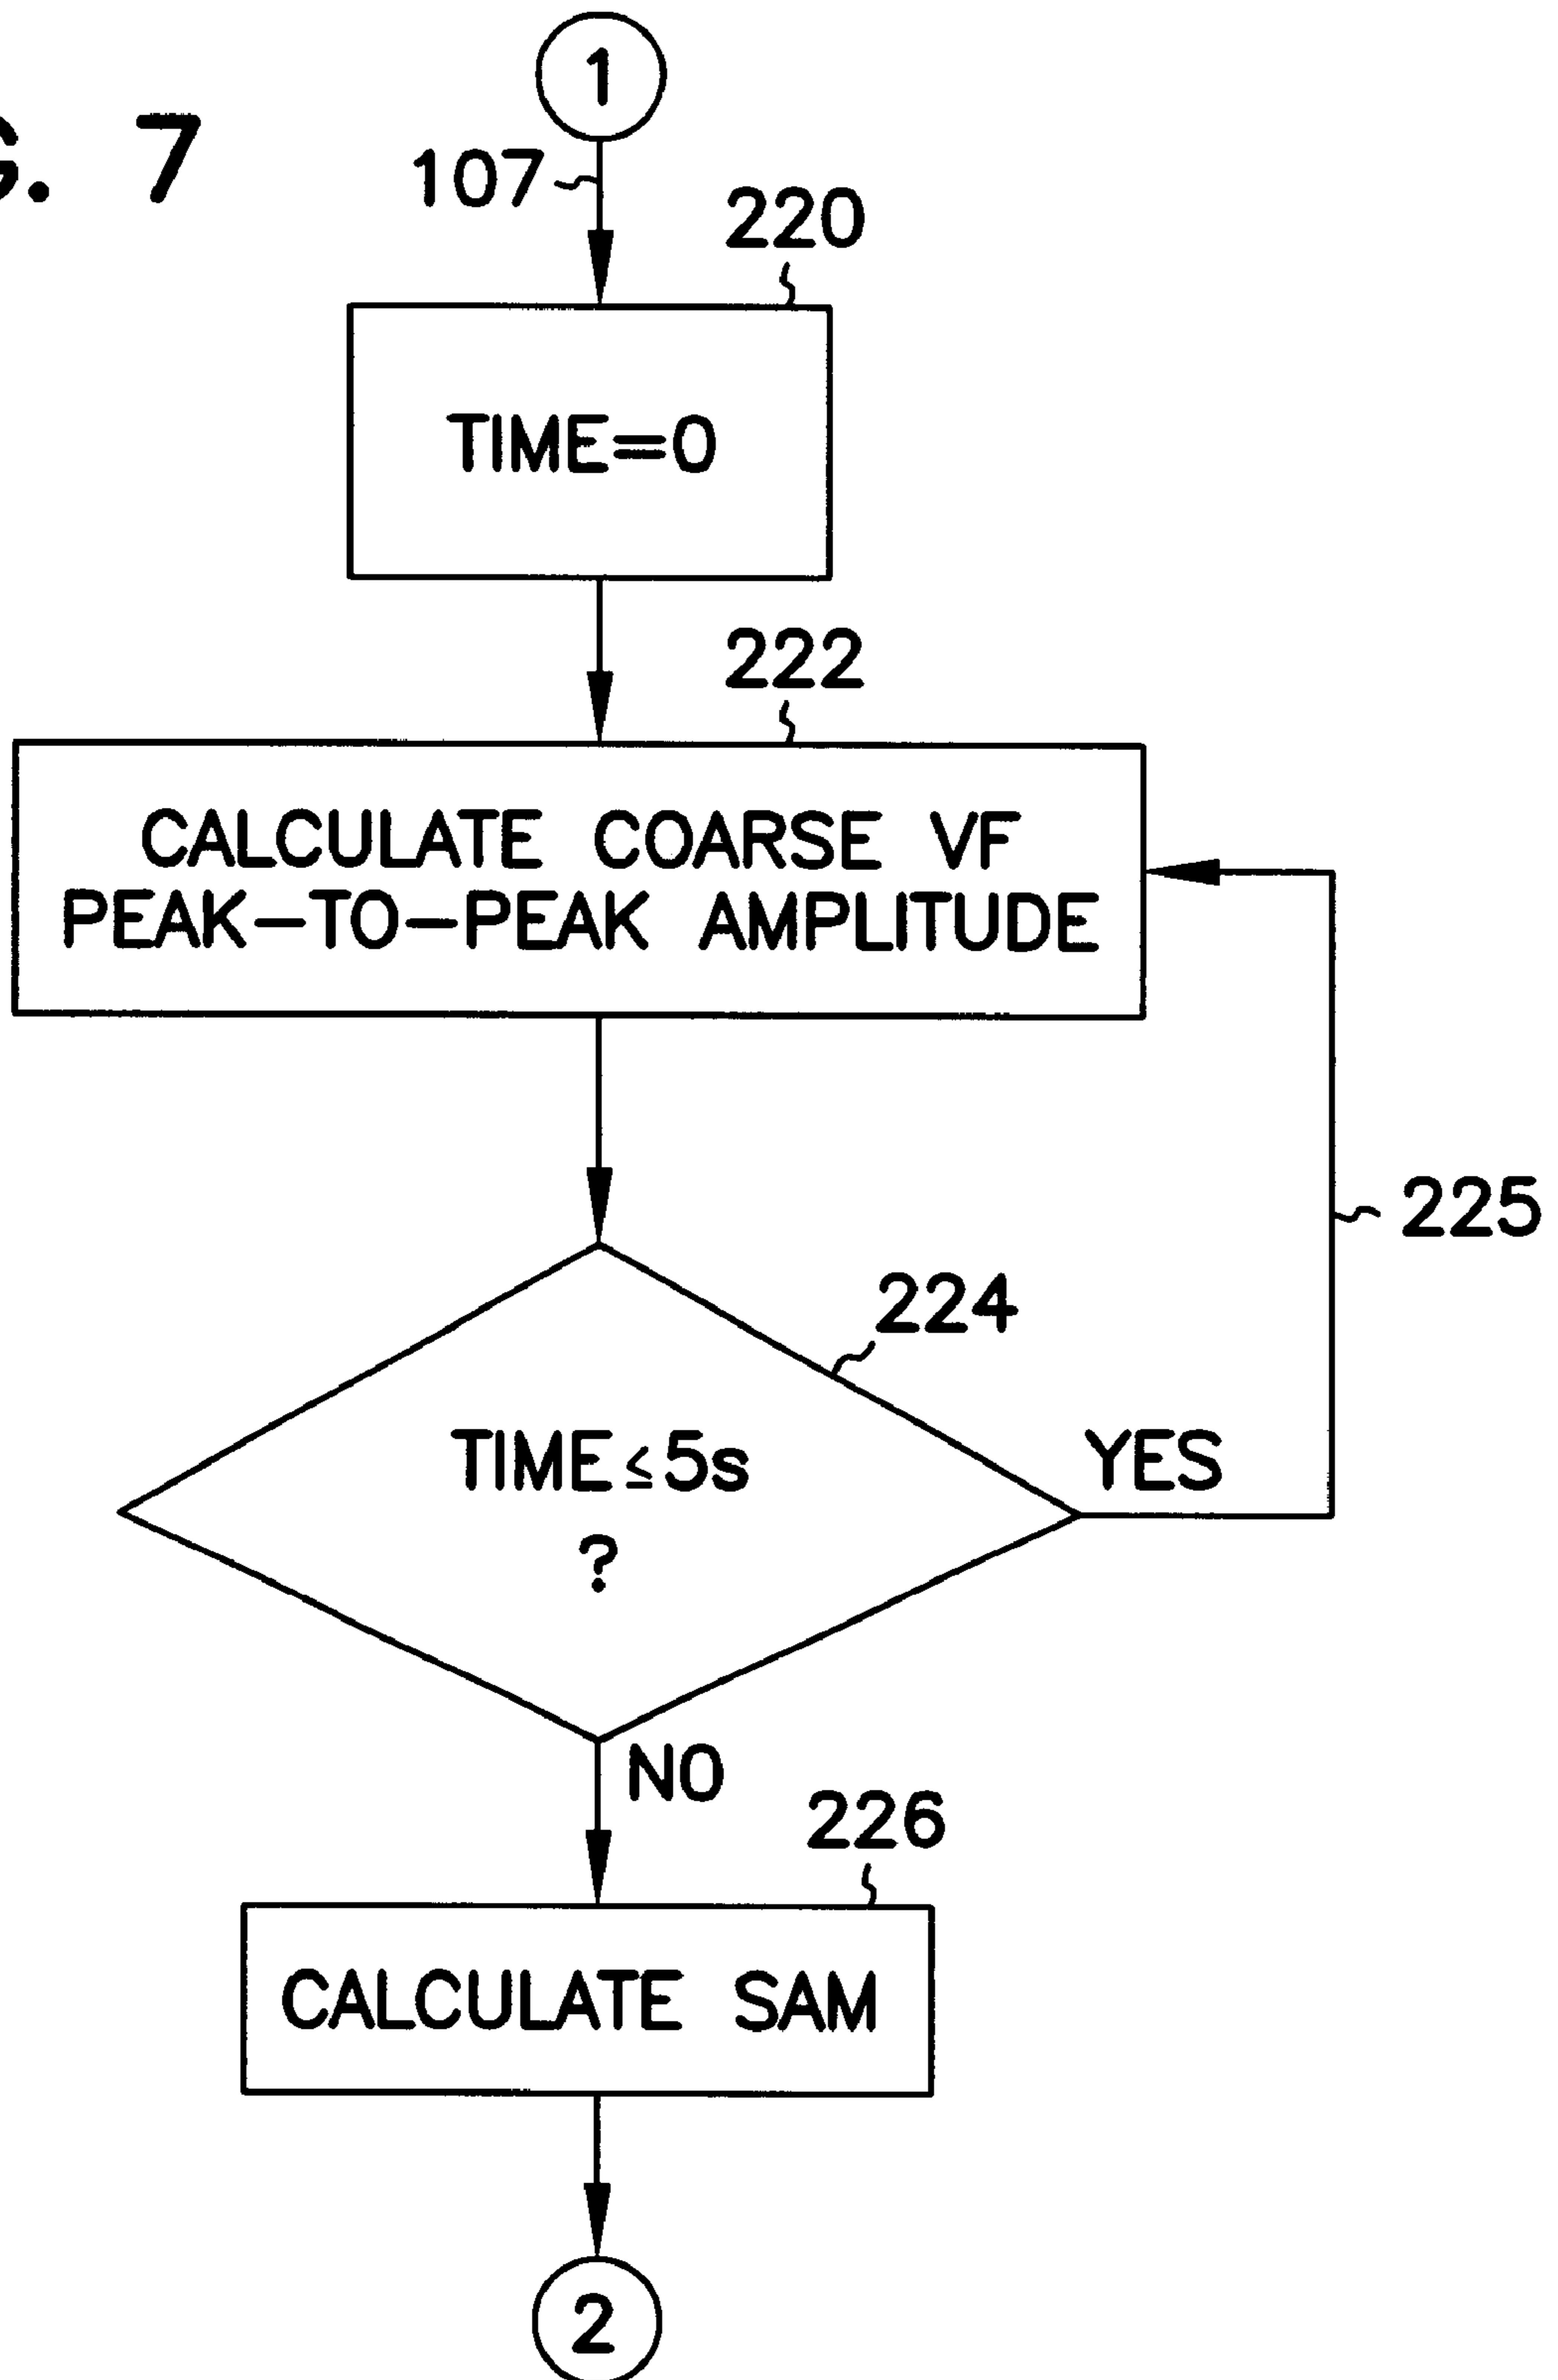 1
7
107
220
TIME=0
222
CALCULATE COARSE VF
PEAK-TO-PEAK AMPLITUDE
225
224
TIME≤5s
?
YES
NO
226
CALCULATE SAM
2